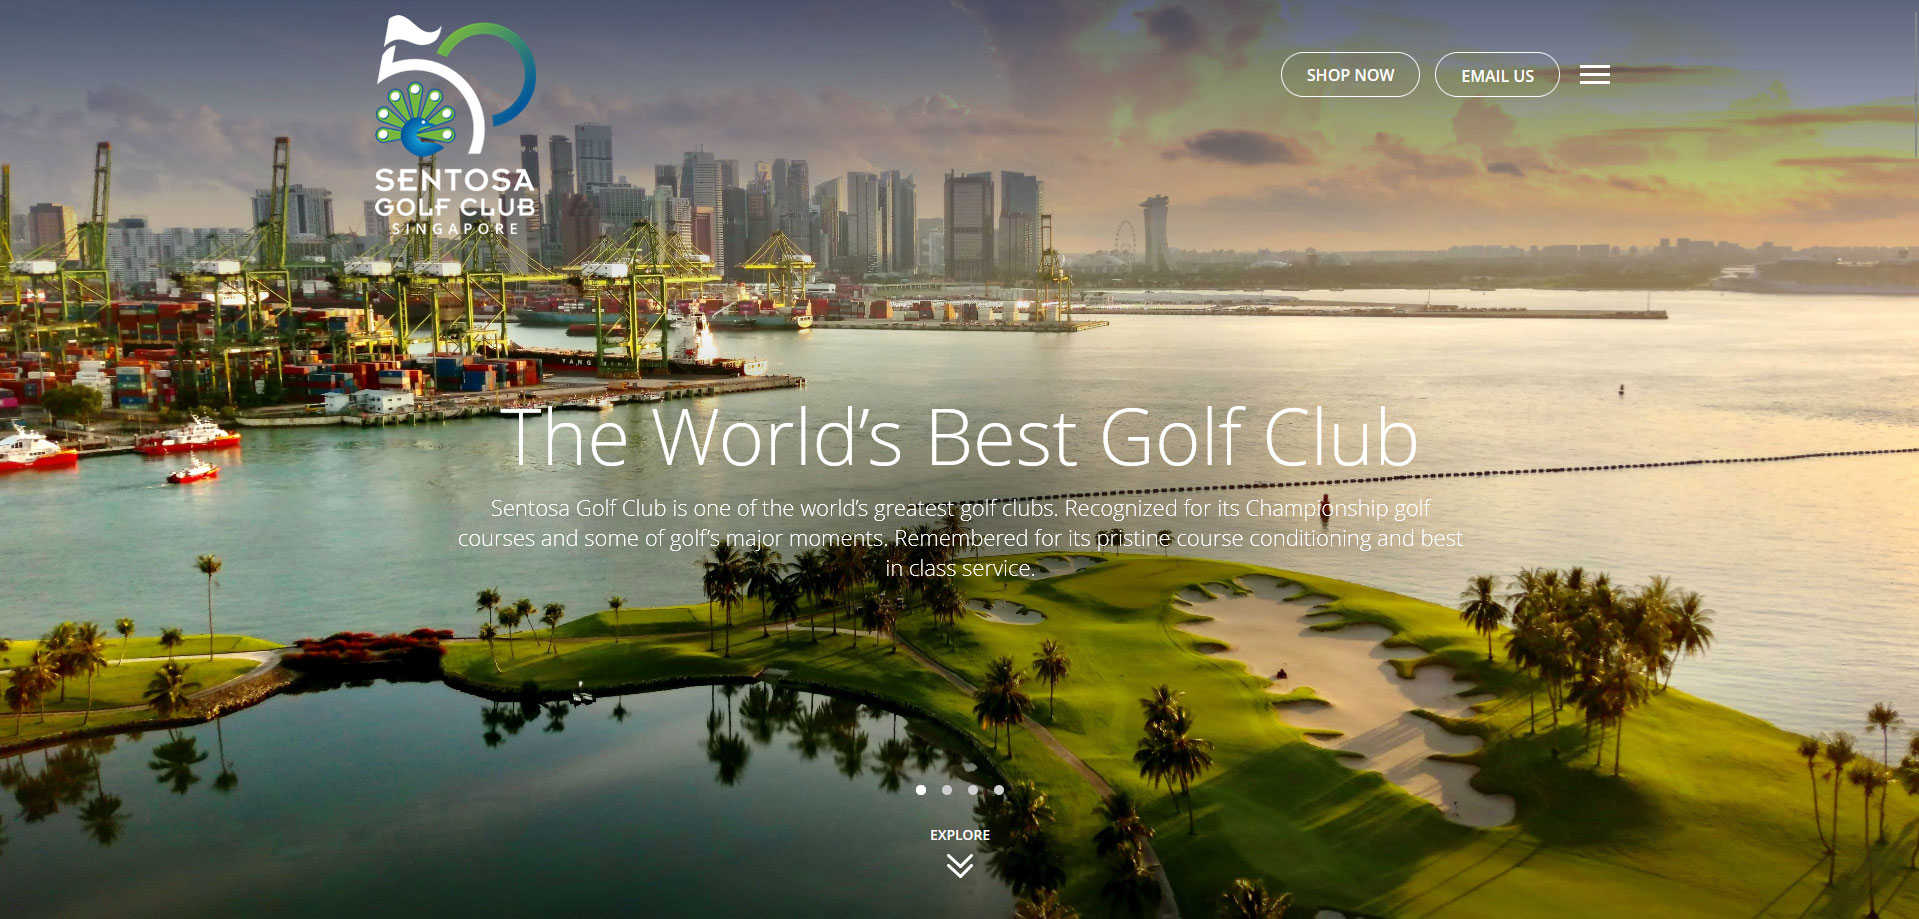 50
SENTOSA
GOLF CLUB
SINGAPORE
SHOP NOW
EMAIL US
YANG
The World’s Best Golf Club
Sentosa Golf Club is one of the world’s greatest golf clubs. Recognized for its Championship golf
courses and some of golf’s major moments. Remembered for its pristine course conditioning and best
in class service.
EXPLORE